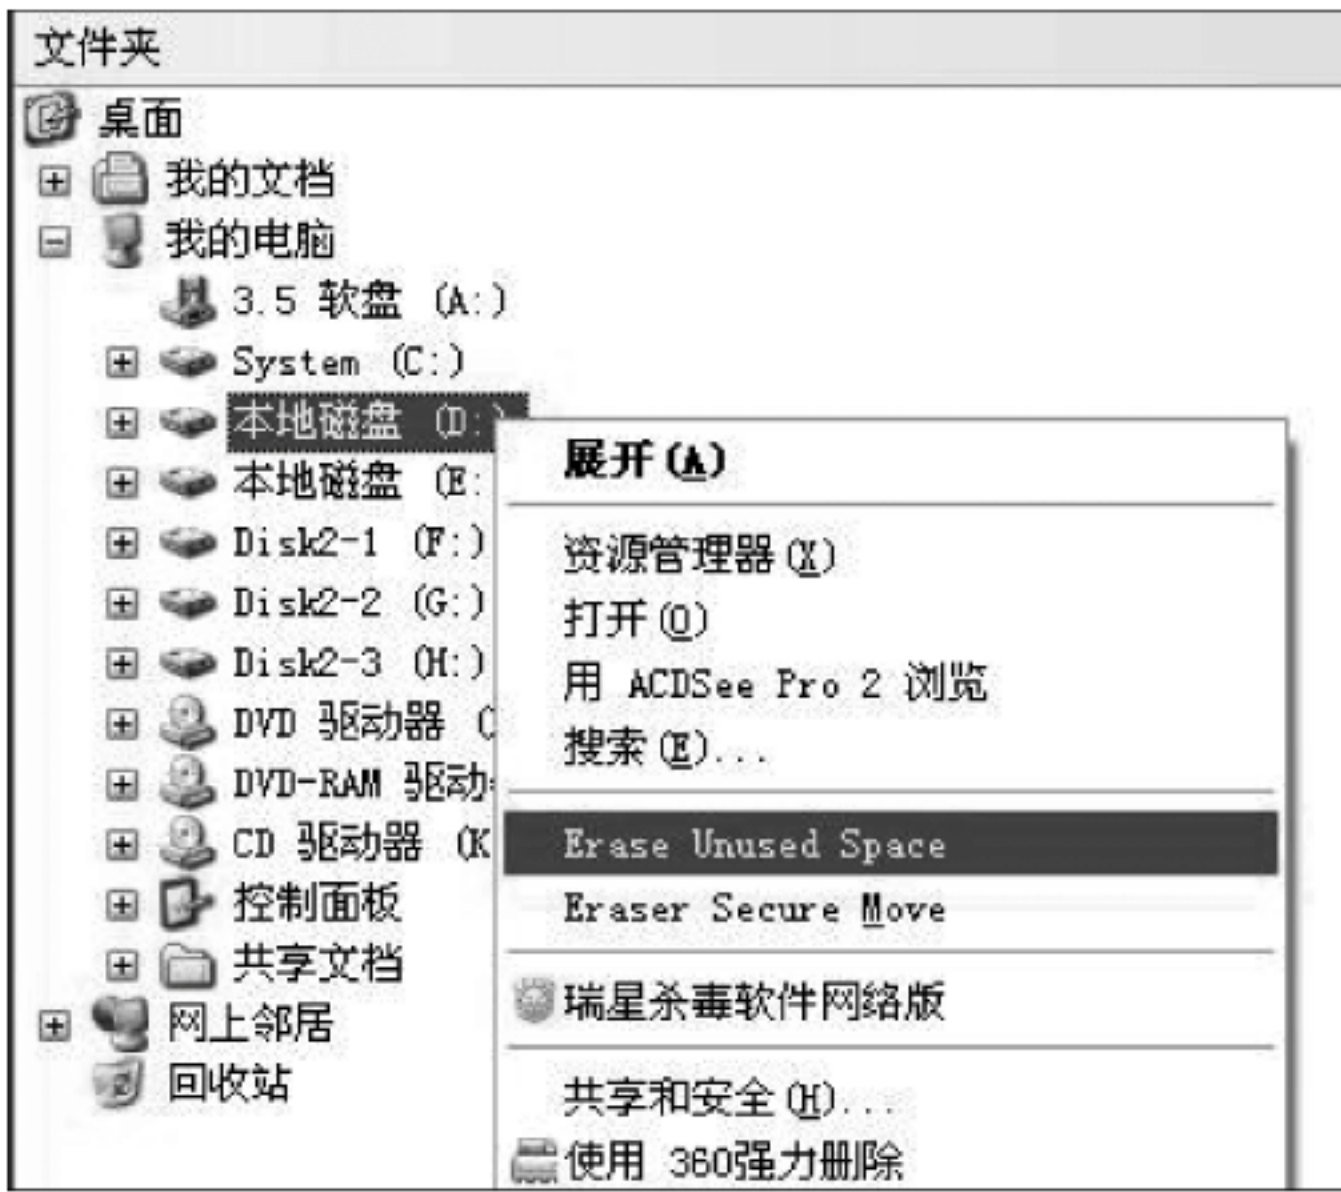 文件夹
桌面
我的文档
我的电脑
3.5 软盘 (A:)
System (C:)
本地磁盘 (D:)
本地磁盘 (E:
Disk2-1 (F:)
Disk2-2 (G:)
Disk2-3 (H:)
DVD 驱动器 (
DVD-RAM 驱动
CD 驱动器 (K
控制面板
共享文档
网上邻居
回收站
展开(A)
资源管理器(X)
打开(O)
用 ACDSee Pro 2 浏览
搜索(E)...
Erase Unused Space
Eraser Secure Move
瑞星杀毒软件网络版
共享和安全(H)...
使用 360强力删除